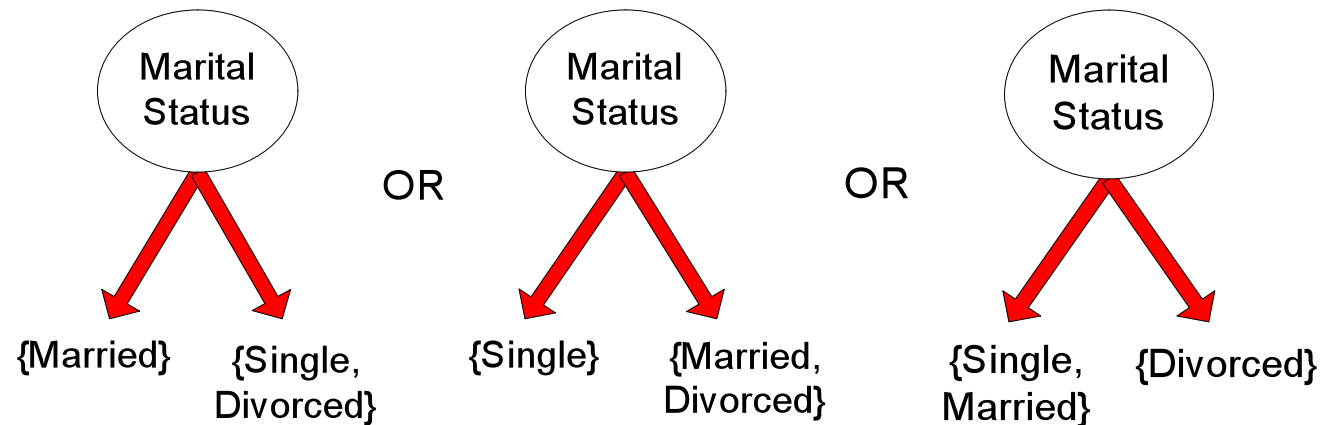 Marital
Status
OR
{Married}
{Single,
Divorced}
Marital
Status
OR
{Single}
{Married,
Divorced}
Marital
Status
{Single,
Married}
{Divorced}